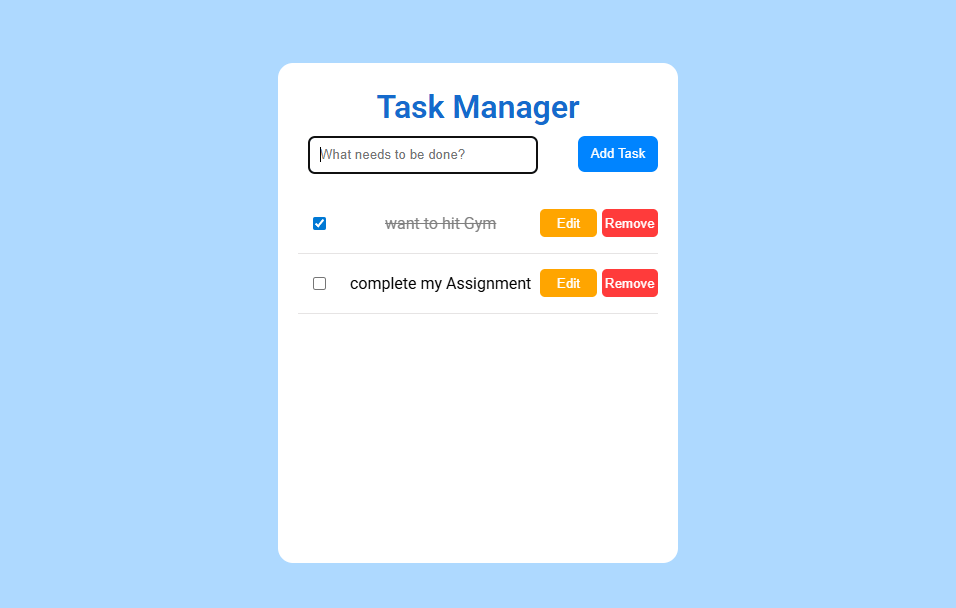 Task Manager
What needs to be done? Add Task
want to hit Gym Edit Remove
complete my Assignment Edit Remove